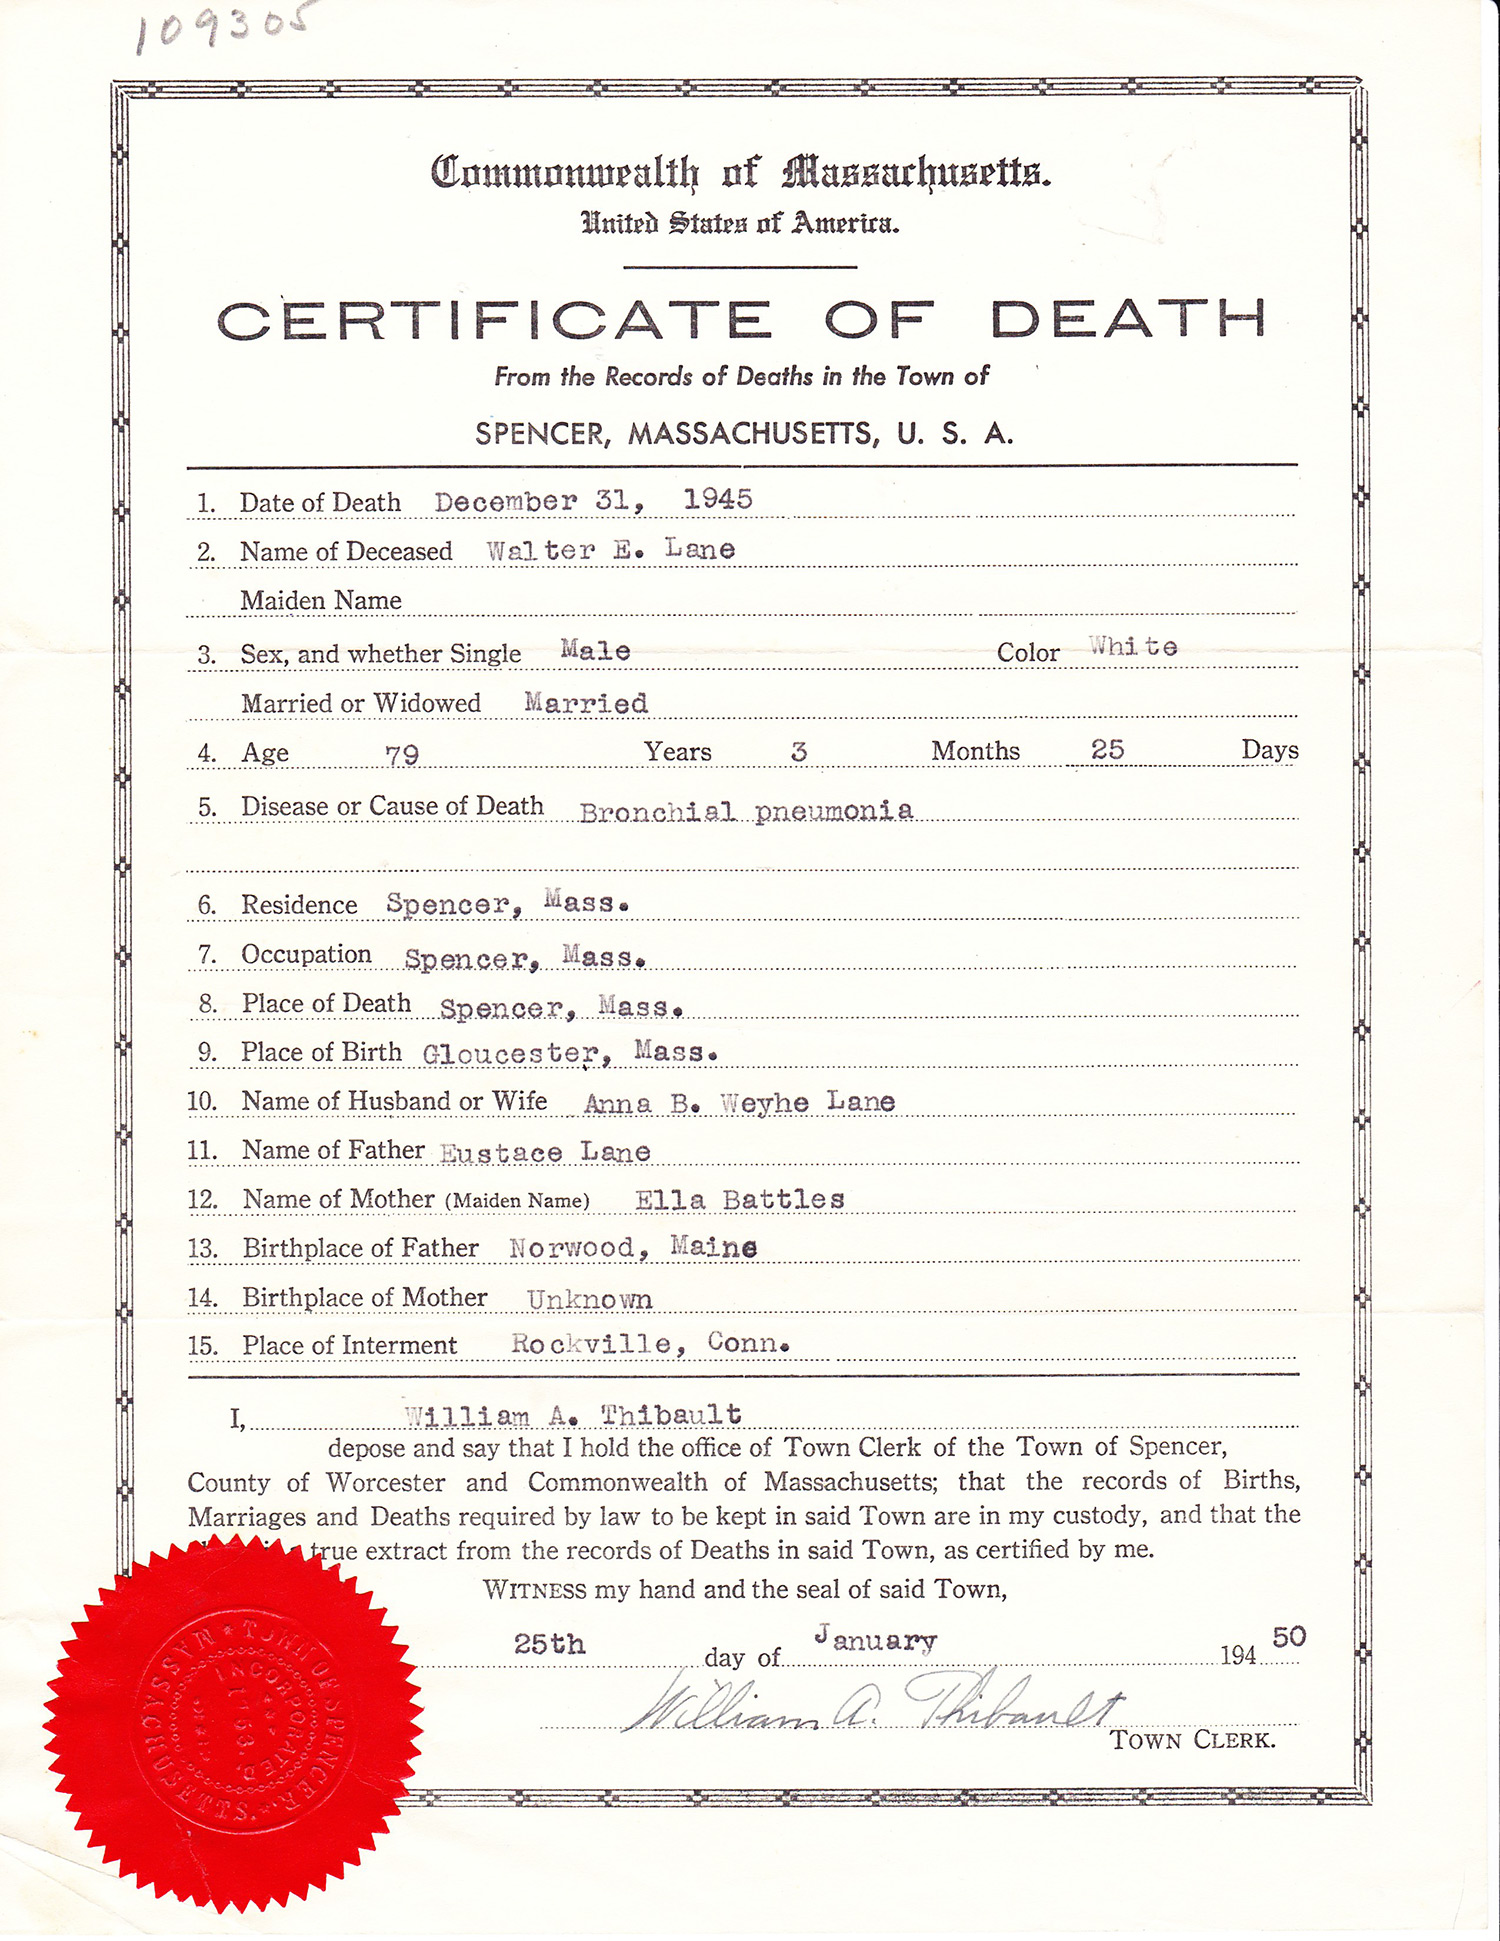 109305
Commonwealth of Massachusetts.
United States of America.
CERTIFICATE OF DEATH
From the Records of Deaths in the Town of
SPENCER, MASSACHUSETTS, U. S. A.
1. Date of Death December 31, 1945
2. Name of Deceased Walter E. Lane
Maiden Name
3. Sex, and whether Single Male Color White
Married or Widowed Married
4. Age 79 Years 3 Months 25 Days
5. Disease or Cause of Death Bronchial pneumonia
6. Residence Spencer, Mass.
7. Occupation Spencer, Mass.
8. Place of Death Spencer, Mass.
9. Place of Birth Gloucester, Mass.
10. Name of Husband or Wife Anna B. Weyhe Lane
11. Name of Father Eustace Lane
12. Name of Mother (Maiden Name) Ella Battles
13. Birthplace of Father Norwood, Maine
14. Birthplace of Mother Unknown
15. Place of Interment Rockville, Conn.
I, William A. Thibault
depose and say that I hold the office of Town Clerk of the Town of Spencer,
County of Worcester and Commonwealth of Massachusetts; that the records of Births,
Marriages and Deaths required by law to be kept in said Town are in my custody, and that the
true extract from the records of Deaths in said Town, as certified by me.
WITNESS my hand and the seal of said Town,
25th day of January 194 50
William A. Thibault
TOWN CLERK.
TOWN OF SPENCER. MASSACHUSETTS
INCORPORATED.